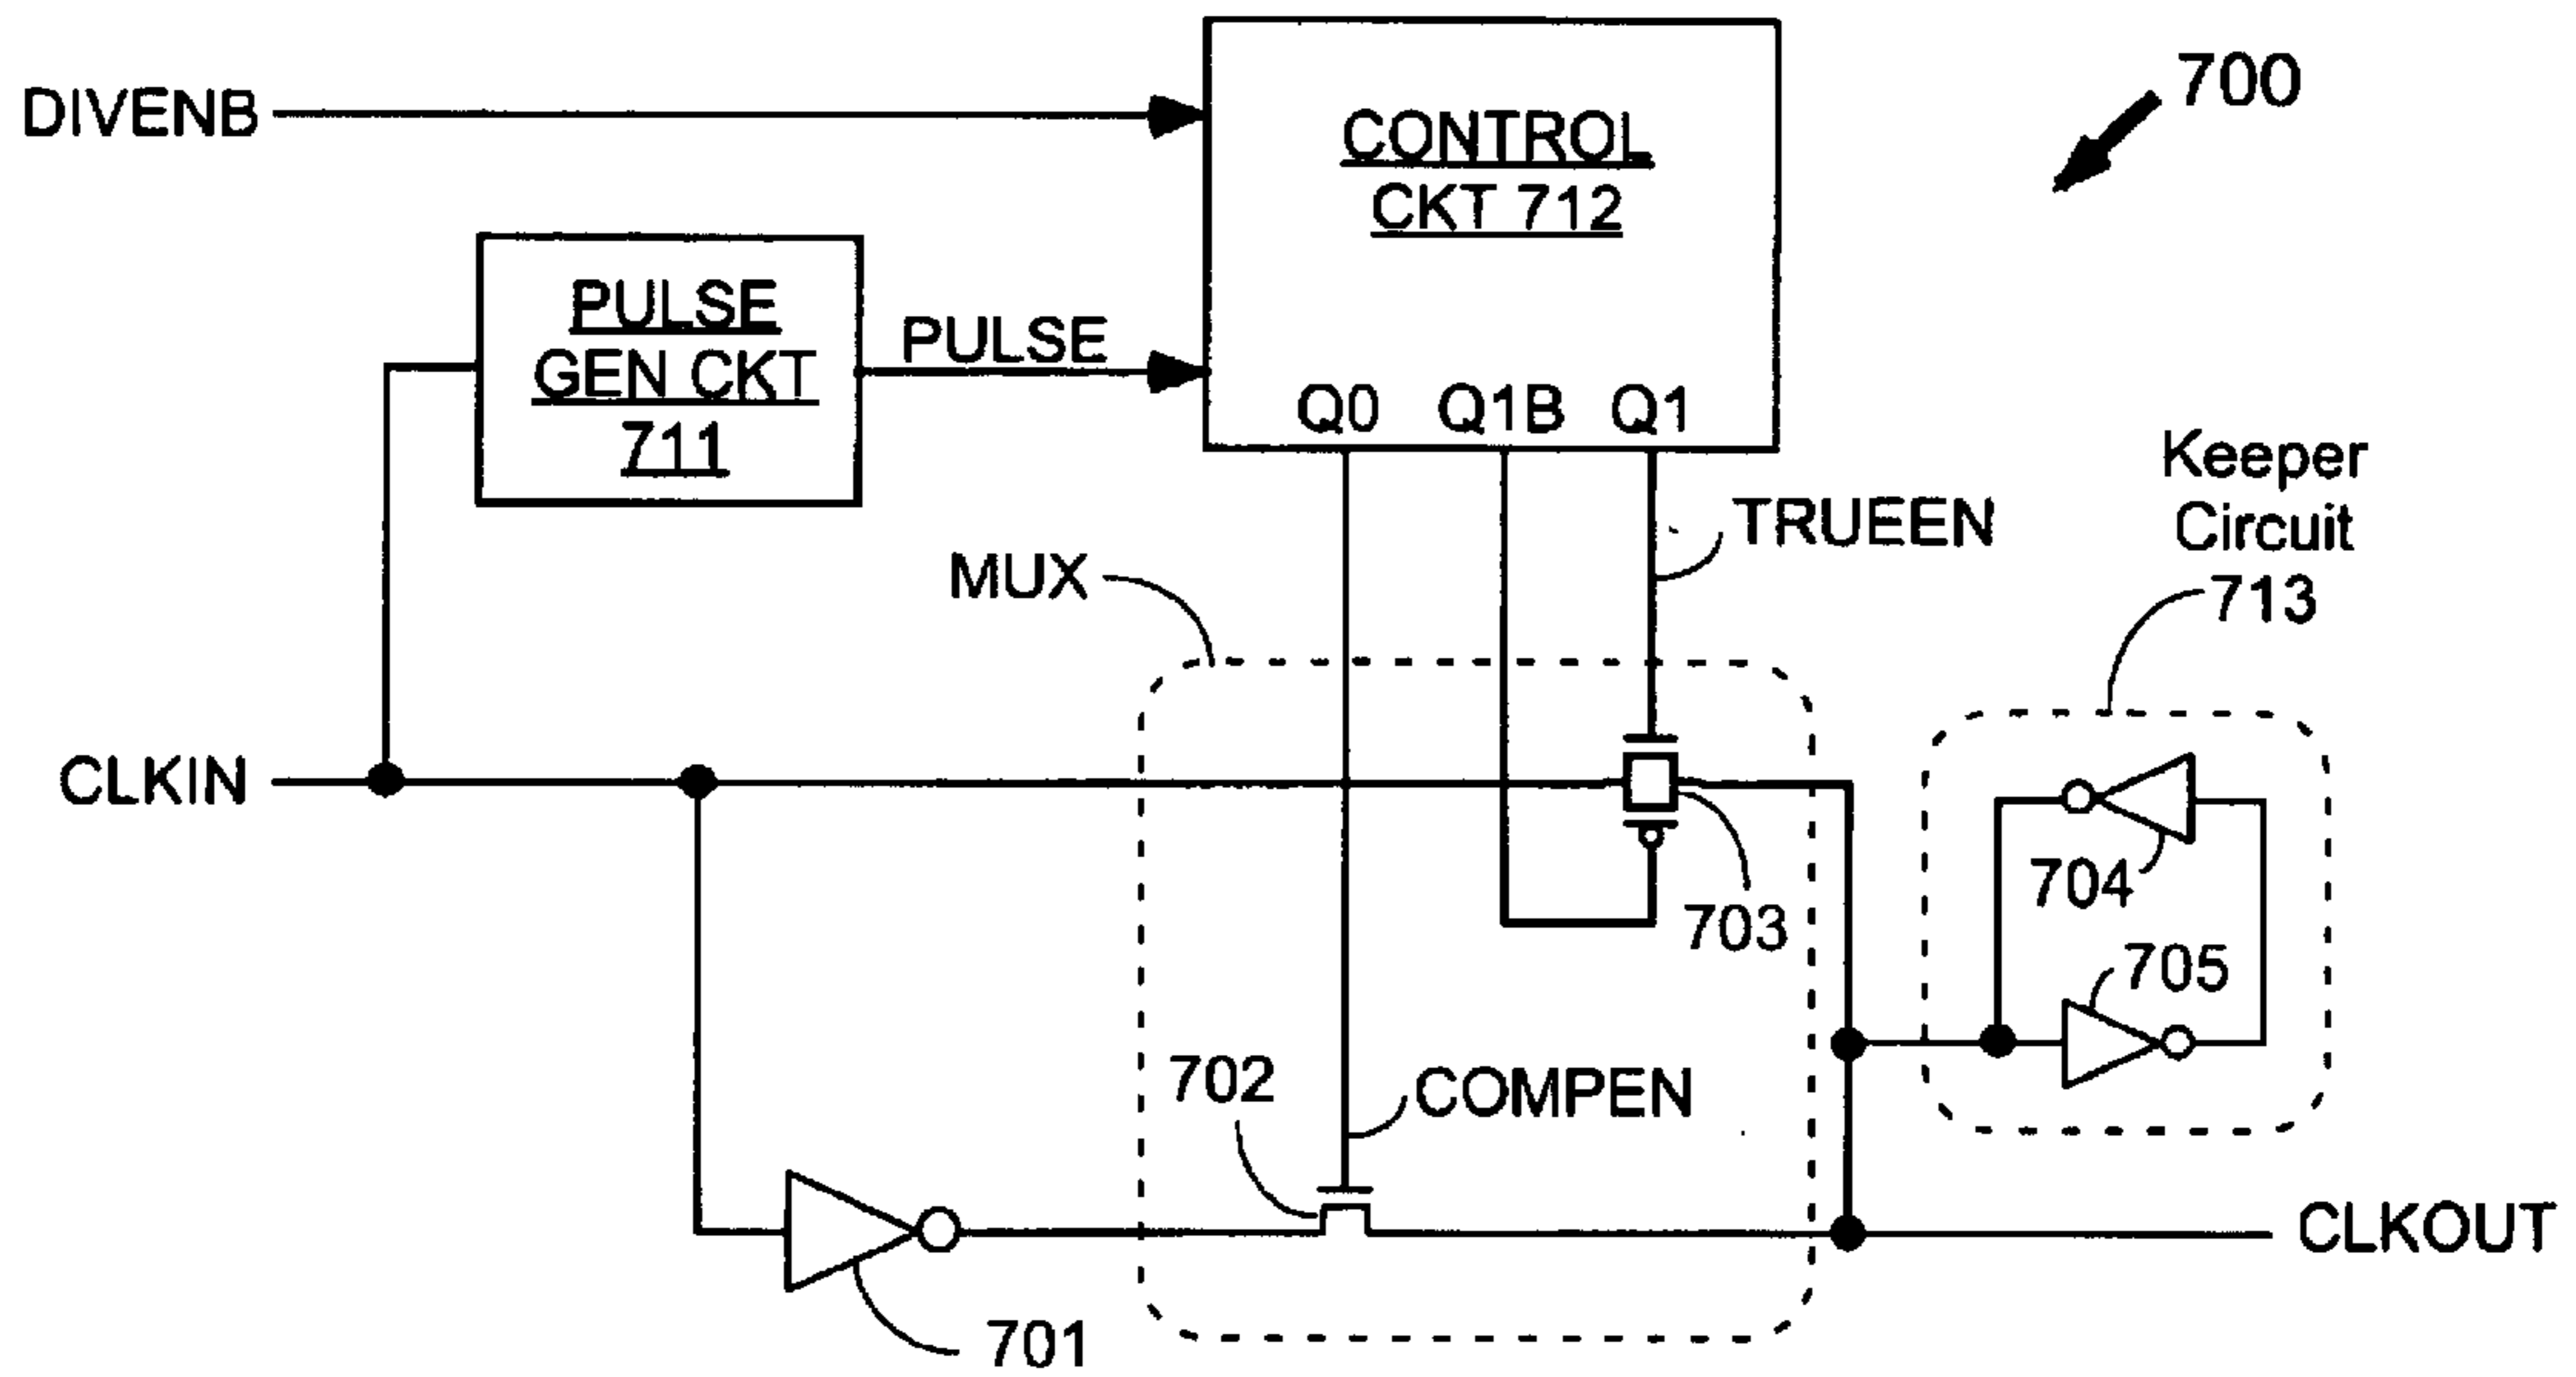 700
DIVENB
CONTROL
CKT 712
PULSE
GEN CKT
711
PULSE
Q0 Q1B Q1
Keeper
Circuit
713
TRUEEN
MUX
CLKIN
703
704
705
702
COMPEN
701
CLKOUT